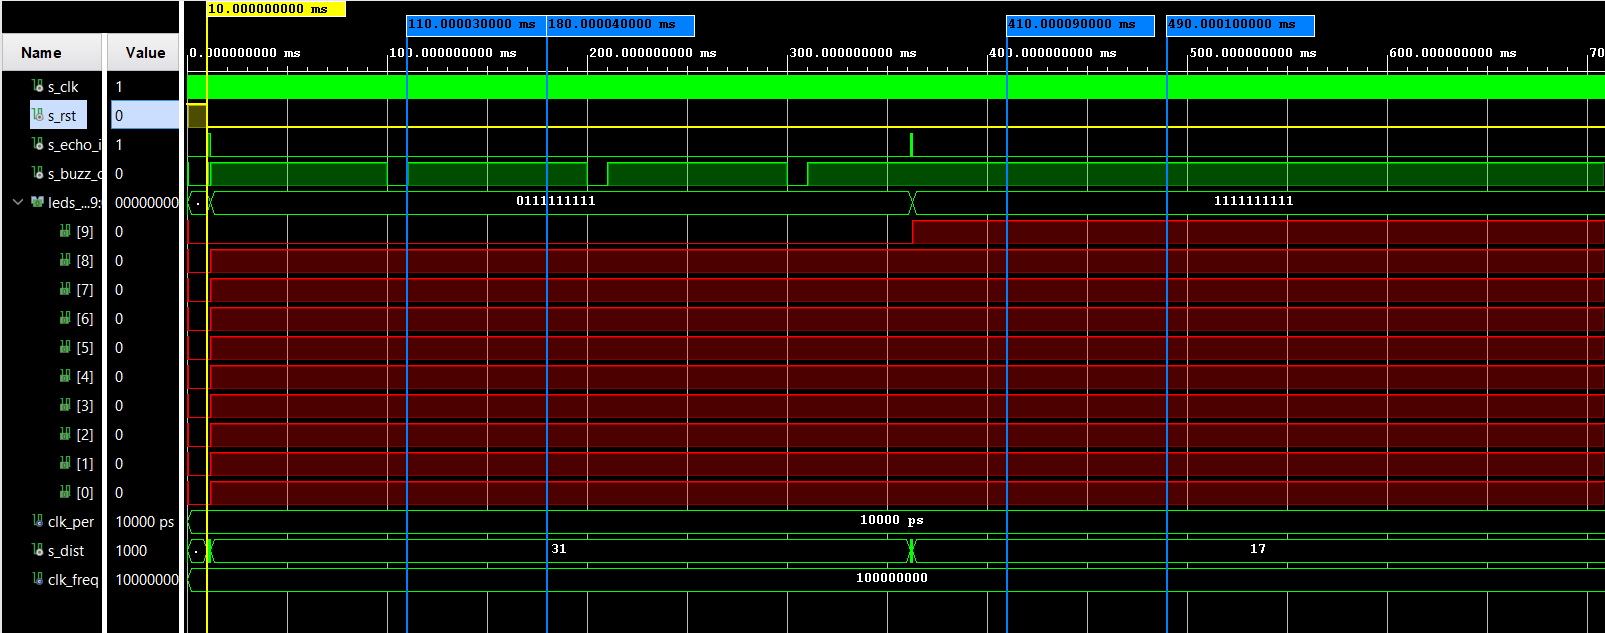 10.000000000 ms
110.000030000 ms 180.000040000 ms 410.000090000 ms 490.000100000 ms
Name Value 0.000000000 ms 100.000000000 ms 200.000000000 ms 300.000000000 ms 400.000000000 ms 500.000000000 ms 600.000000000 ms 70
s_clk 1
s_rst 0
s_echo_i 1
s_buzz_o 0
leds_...9: 00000000 . 0111111111 1111111111
[9] 0
[8] 0
[7] 0
[6] 0
[5] 0
[4] 0
[3] 0
[2] 0
[1] 0
[0] 0
clk_per 10000 ps 10000 ps
s_dist 1000 . 31 17
clk_freq 10000000 100000000